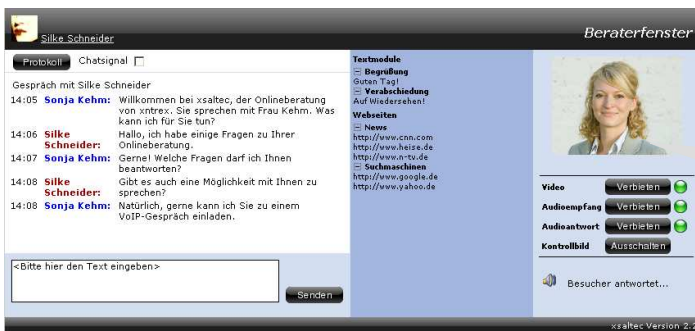 Silke Schneider
Beraterfenster
Protokoll Chatsignal
Gespräch mit Silke Schneider
14:05 Sonja Kehm: Willkommen bei xsaltec, der Onlineberatung
von xntrex. Sie sprechen mit Frau Kehm. Was
kann ich für Sie tun?
14:06 Silke Schneider: Hallo, ich habe einige Fragen zu Ihrer
Onlineberatung.
14:07 Sonja Kehm: Gerne! Welche Fragen darf ich Ihnen
beantworten?
14:08 Silke Schneider: Gibt es auch eine Möglichkeit mit Ihnen zu
sprechen?
14:08 Sonja Kehm: Natürlich, gerne kann ich Sie zu einem
VoIP-Gespräch einladen.
<Bitte hier den Text eingeben>
Senden
Textmodule
Begrüßung
Guten Tag!
Verabschiedung
Auf Wiedersehen!
Webseiten
News
http://www.cnn.com
http://www.heise.de
http://www.n-tv.de
Suchmaschinen
http://www.google.de
http://www.yahoo.de
Video Verbieten
Audioempfang Verbieten
Audioantwort Verbieten
Kontrollbild Ausschalten
Besucher antwortet...
xsaltec Version 2.